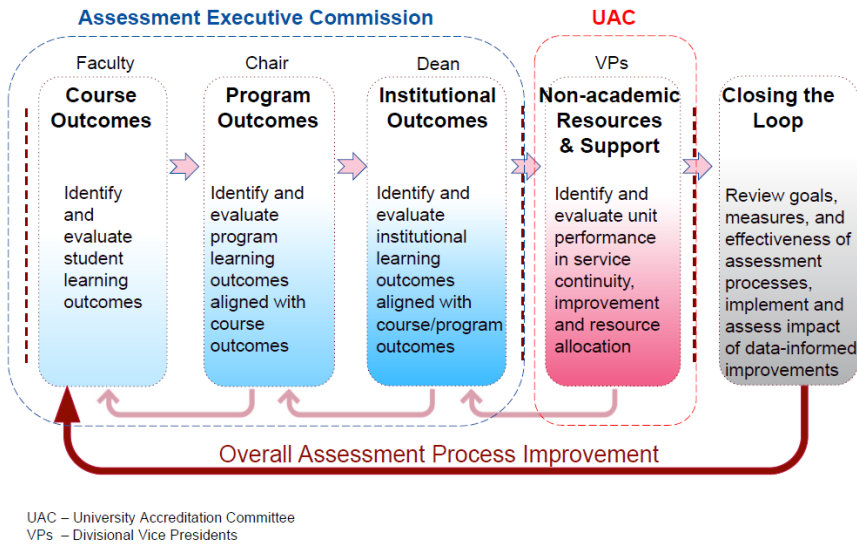 Assessment Executive Commission
UAC
Faculty
Course
Outcomes
Identify
and
evaluate
student
learning
outcomes
Chair
Program
Outcomes
Identify and
evaluate
program
learning
outcomes
aligned with
course
outcomes
Dean
Institutional
Outcomes
Identify and
evaluate
institutional
learning
outcomes
aligned with
course/program
outcomes
VPs
Non-academic
Resources
& Support
Identify and
evaluate unit
performance
in service
continuity,
improvement
and resource
allocation
Closing the
Loop
Review goals,
measures, and
effectiveness of
assessment
processes,
implement and
assess impact
of data-informed
improvements
Overall Assessment Process Improvement
UAC – University Accreditation Committee
VPs – Divisional Vice Presidents